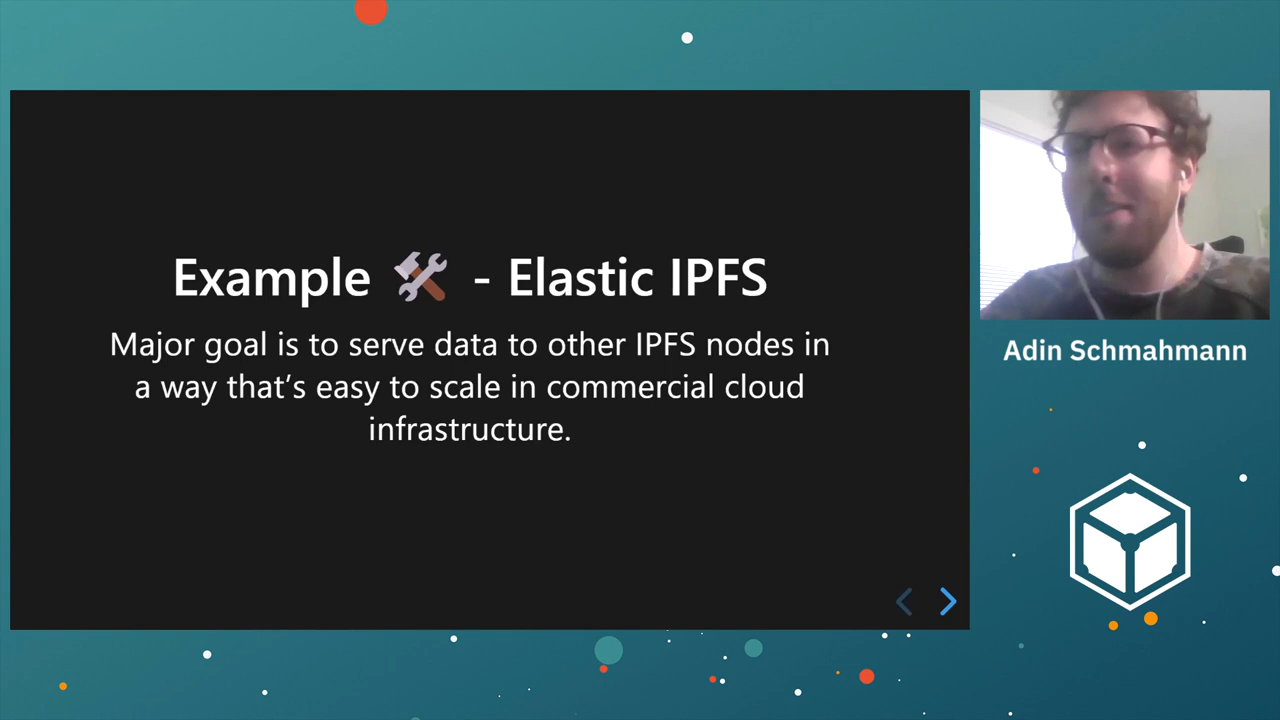 Example 🛠 - Elastic IPFS
Major goal is to serve data to other IPFS nodes in
a way that’s easy to scale in commercial cloud
infrastructure.
Adin Schmahmann